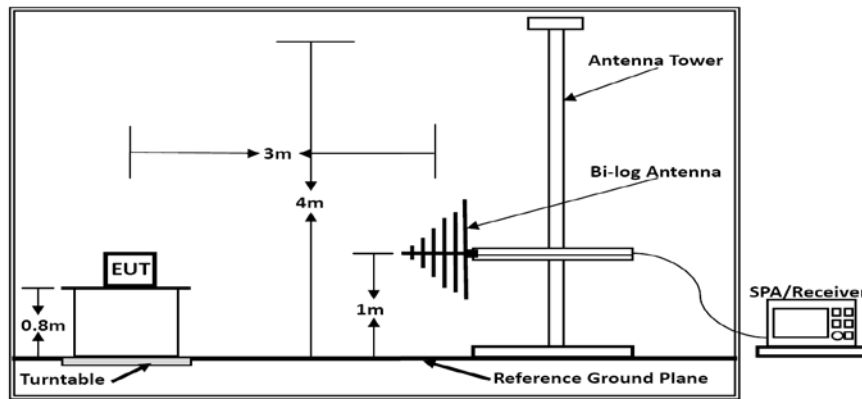 Antenna Tower
3m
Bi-log Antenna
4m
EUT
SPA/Receiver
0.8m
1m
Turntable
Reference Ground Plane